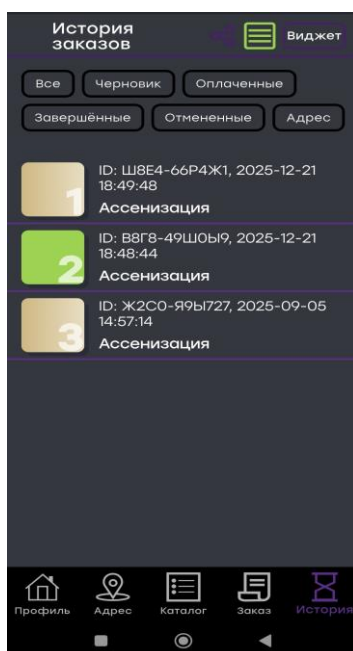 История
заказов
Виджет
Все
Черновик
Оплаченные
Завершённые
Отмененные
Адрес
1
ID: Ш8Е4-66Р4Ж1, 2025-12-21
18:49:48
Ассенизация
2
ID: В8Г8-49Ш0Ы9, 2025-12-21
18:48:44
Ассенизация
3
ID: Ж2С0-Я9Ы727, 2025-09-05
14:57:14
Ассенизация
Профиль
Адрес
Каталог
Заказ
История